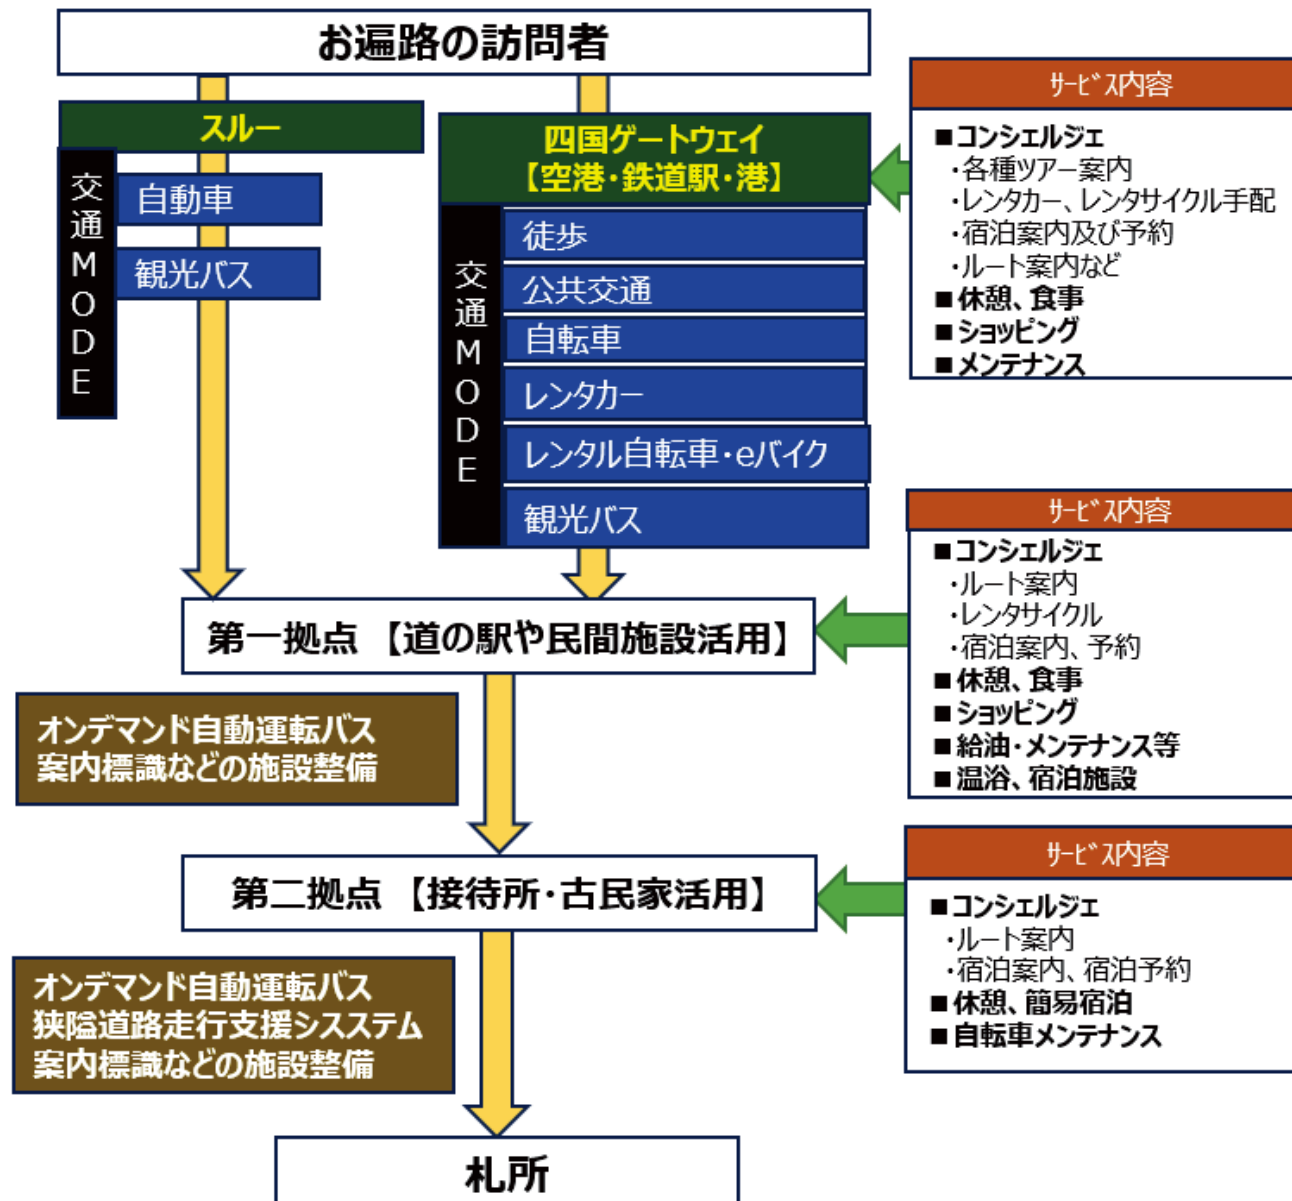 お遍路の訪問者
スルー
交通MODE
自動車
観光バス
四国ゲートウェイ
【空港・鉄道駅・港】
交通MODE
徒歩
公共交通
自転車
レンタカー
レンタル自転車・eバイク
観光バス
サービス内容
■コンシェルジェ
・各種ツアー案内
・レンタカー、レンタサイクル手配
・宿泊案内及び予約
・ルート案内など
■休憩、食事
■ショッピング
■メンテナンス
第一拠点 【道の駅や民間施設活用】
サービス内容
■コンシェルジェ
・ルート案内
・レンタサイクル
・宿泊案内、予約
■休憩、食事
■ショッピング
■給油・メンテナンス等
■温浴、宿泊施設
オンデマンド自動運転バス
案内標識などの施設整備
第二拠点 【接待所・古民家活用】
サービス内容
■コンシェルジェ
・ルート案内
・宿泊案内、宿泊予約
■休憩、簡易宿泊
■自転車メンテナンス
オンデマンド自動運転バス
狭隘道路走行支援シスステム
案内標識などの施設整備
札所